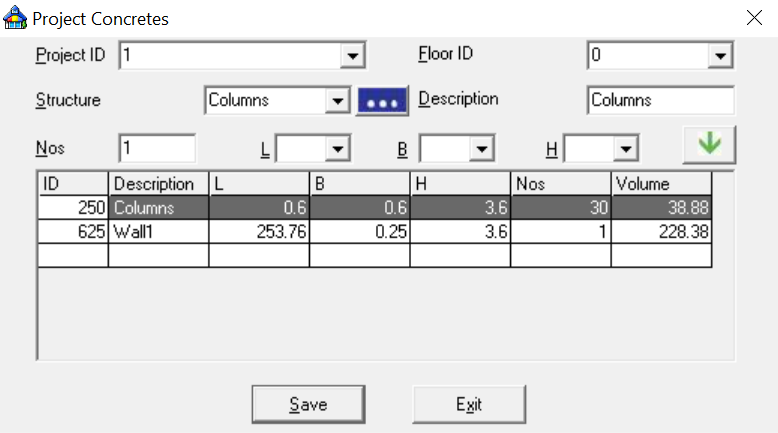 Project Concretes
Project ID 1 Floor ID 0
Structure Columns ... Description Columns
Nos 1 L B H
ID Description L B H Nos Volume
250 Columns 0.6 0.6 3.6 30 38.88
625 Wall1 253.76 0.25 3.6 1 228.38
Save Exit